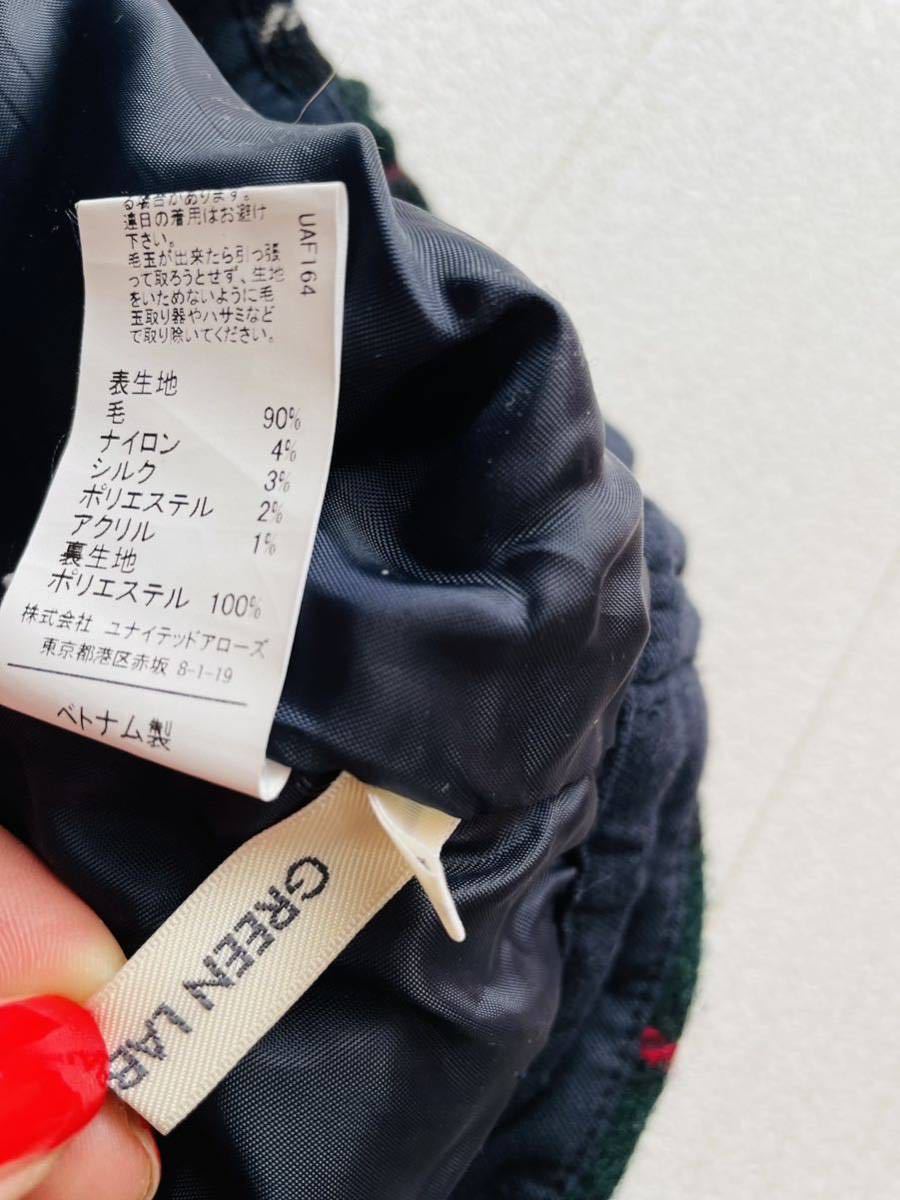 る場合があります。
連日の着用はお避け
下さい。
毛玉が出来たら引っ張
って取ろうとせず、生地
をいためないように毛
玉取り器やハサミなど
で取り除いてください。
UAF164
表生地
毛 90%
ナイロン 4%
シルク 3%
ポリエステル 2%
アクリル 1%
裏生地
ポリエステル 100%
株式会社 ユナイテッドアローズ
東京都港区赤坂 8-1-19
ベトナム製
GREEN LAB